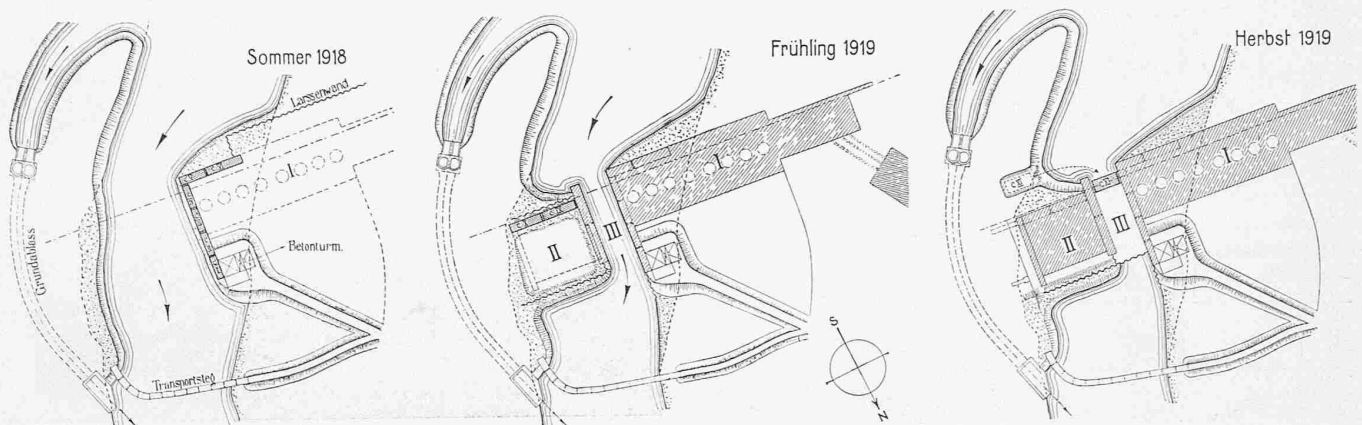 Sommer 1918
Larssenwand
I
Betonturm.
Grundablass
Transportsteg
Frühling 1919
I
II
III
S
N
Herbst 1919
I
II
III